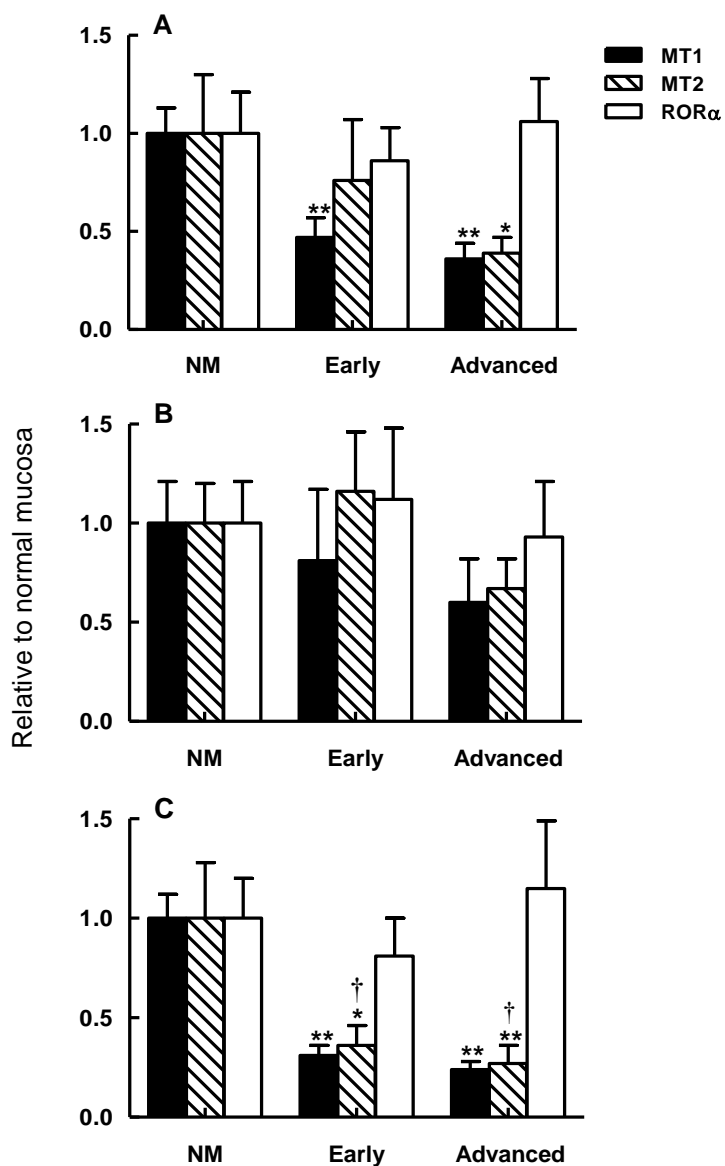 A
1.5
1.0
0.5
0.0
** ** *
NM Early Advanced
MT1
MT2
RORα
Relative to normal mucosa
B
1.5
1.0
0.5
0.0
NM Early Advanced
C
1.5
1.0
0.5
0.0
† †
** * ** **
NM Early Advanced